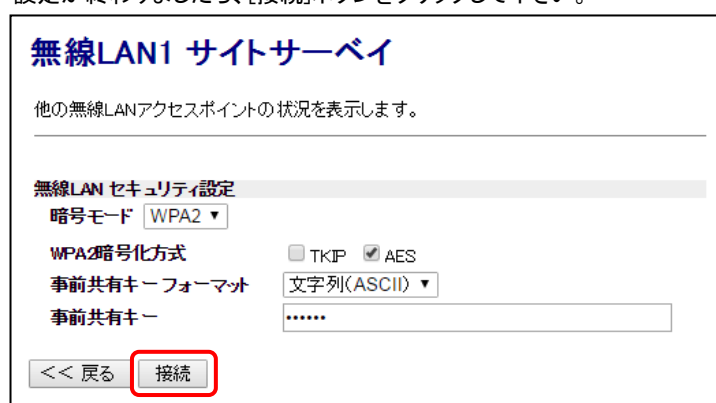 設定が終わりましたら、[接続]ボタンをクリックして下さい。
無線LAN1 サイトサーベイ
他の無線LANアクセスポイントの状況を表示します。
無線LAN セキュリティ設定
暗号モード WPA2 ▼
WPA2暗号化方式 TKIP AES
事前共有キーフォーマット 文字列(ASCII) ▼
事前共有キー ••••••
<< 戻る 接続